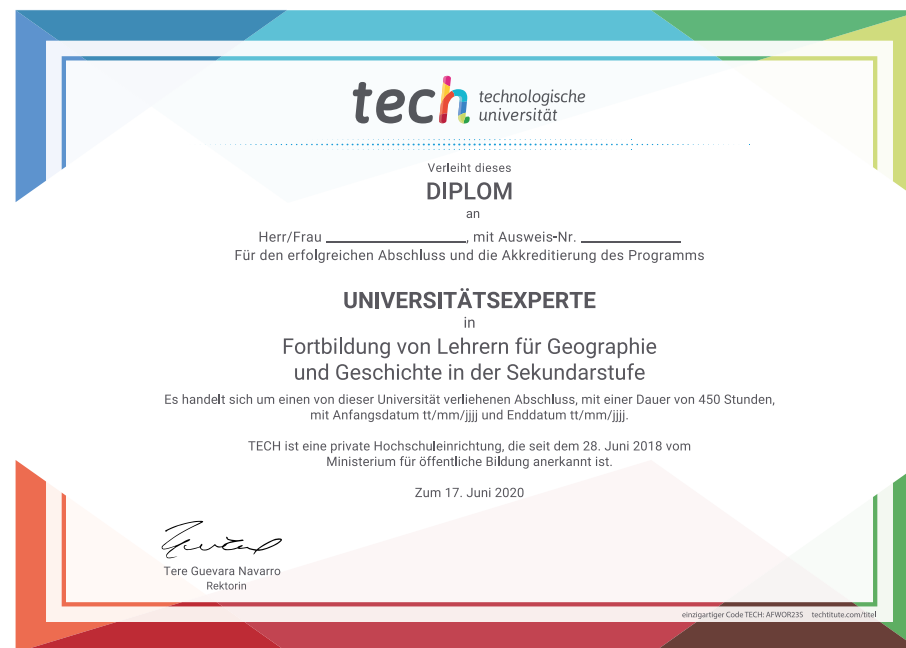 tech technologische
universität
Verleiht dieses
DIPLOM
an
Herr/Frau ____________________, mit Ausweis-Nr. ______________
Für den erfolgreichen Abschluss und die Akkreditierung des Programms
UNIVERSITÄTSEXPERTE
in
Fortbildung von Lehrern für Geographie
und Geschichte in der Sekundarstufe
Es handelt sich um einen von dieser Universität verliehenen Abschluss, mit einer Dauer von 450 Stunden,
mit Anfangsdatum tt/mm/jjjj und Enddatum tt/mm/jjjj.
TECH ist eine private Hochschuleinrichtung, die seit dem 28. Juni 2018 vom
Ministerium für öffentliche Bildung anerkannt ist.
Zum 17. Juni 2020
Tere Guevara Navarro
Rektorin
einzigartiger Code TECH: AFWOR23S techtitute.com/titel